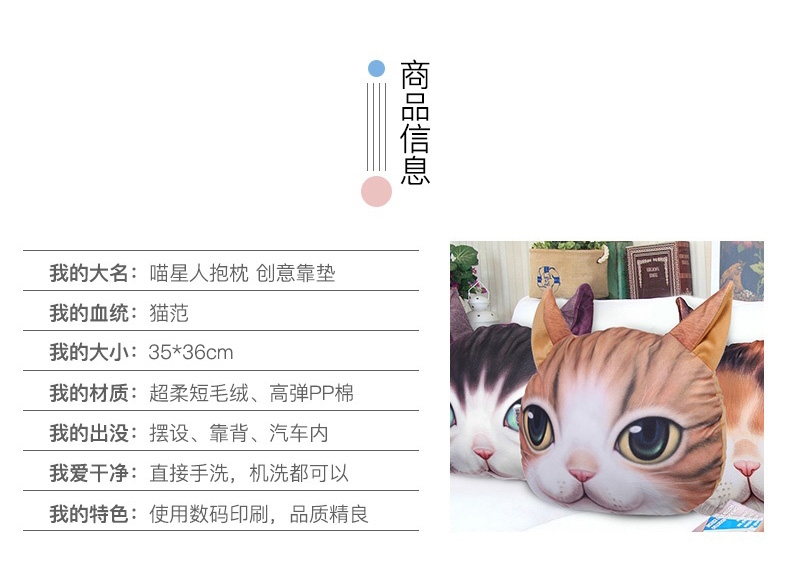 商品信息
我的大名：喵星人抱枕 创意靠垫
我的血统：猫范
我的大小：35*36cm
我的材质：超柔短毛绒、高弹PP棉
我的出没：摆设、靠背、汽车内
我爱干净：直接手洗，机洗都可以
我的特色：使用数码印刷，品质精良